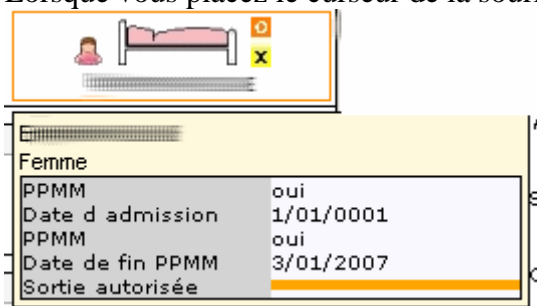 Lorsque vous placez le curseur de la
X
Femme
PPMM oui
Date d admission 1/01/0001
PPMM oui
Date de fin PPMM 3/01/2007
Sortie autorisée